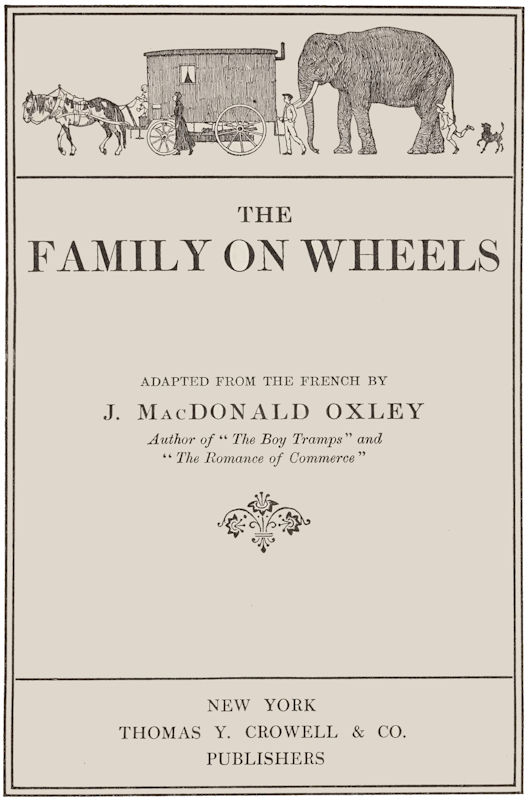 THE
FAMILY ON WHEELS
ADAPTED FROM THE FRENCH BY
J. MACDONALD OXLEY
Author of “ The Boy Tramps” and
“ The Romance of Commerce”
NEW YORK
THOMAS Y. CROWELL & CO.
PUBLISHERS